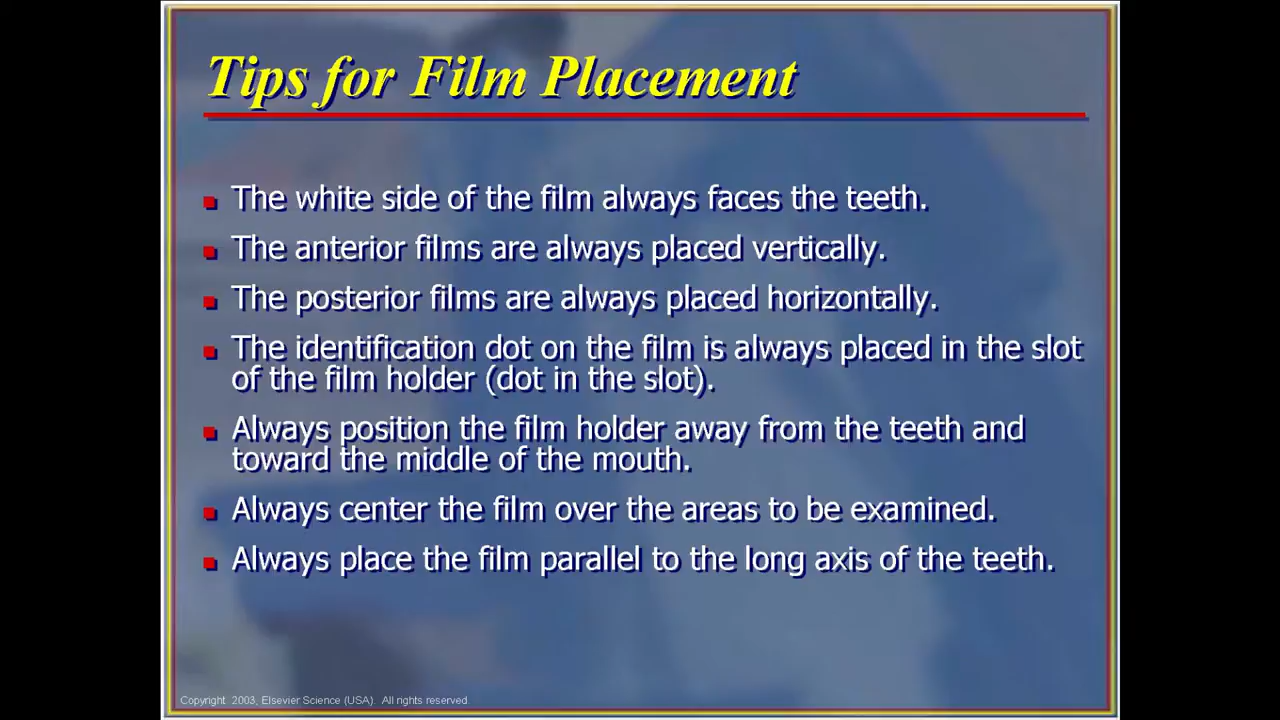 Tips for Film Placement
The white side of the film always faces the teeth.
The anterior films are always placed vertically.
The posterior films are always placed horizontally.
The identification dot on the film is always placed in the slot
of the film holder (dot in the slot).
Always position the film holder away from the teeth and
toward the middle of the mouth.
Always center the film over the areas to be examined.
Always place the film parallel to the long axis of the teeth.
Copyright 2003, Elsevier Science (USA). All rights reserved.